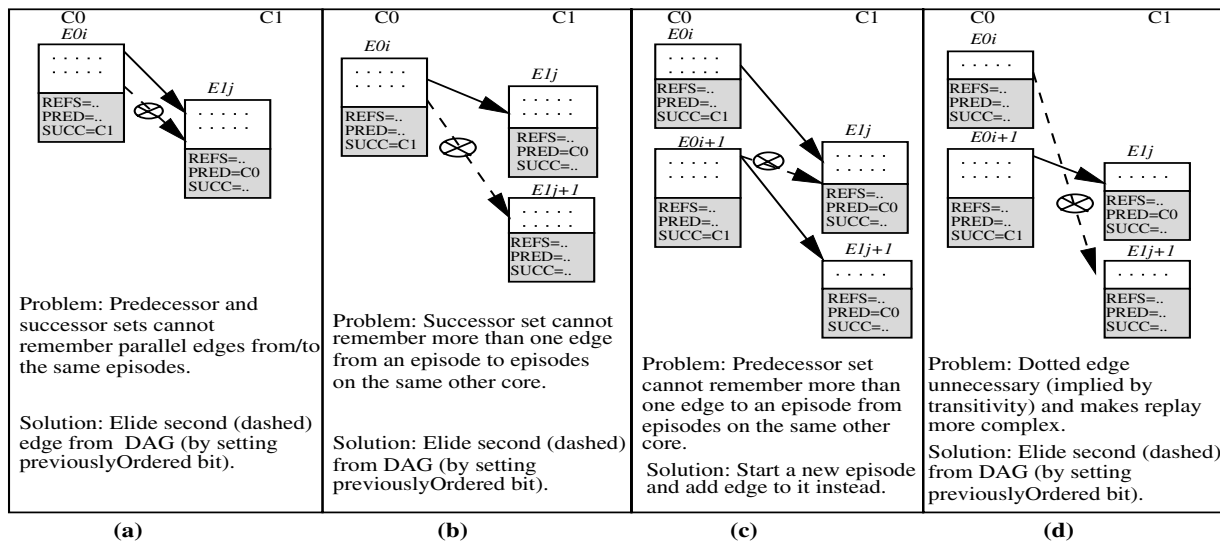 C0 C1
E0i
. . . . .
. . . . .
REFS=..
PRED=..
SUCC=C1
E1j
. . . . .
. . . . .
REFS=..
PRED=C0
SUCC=..
Problem: Predecessor and
successor sets cannot
remember parallel edges from/to
the same episodes.
Solution: Elide second (dashed)
edge from DAG (by setting
previouslyOrdered bit).
(a)
C0 C1
E0i
. . . . .
. . . . .
REFS=..
PRED=..
SUCC=C1
E1j
. . . . .
. . . . .
REFS=..
PRED=C0
SUCC=..
E1j+1
. . . . .
. . . . .
REFS=..
PRED=..
SUCC=..
Problem: Successor set cannot
remember more than one edge
from an episode to episodes
on the same other core.
Solution: Elide second (dashed)
from DAG (by setting
previouslyOrdered bit).
(b)
C0 C1
E0i
. . . . .
. . . . .
REFS=..
PRED=..
SUCC=C1
E0i+1
. . . . .
. . . . .
REFS=..
PRED=..
SUCC=C1
E1j
. . . . .
. . . . .
REFS=..
PRED=C0
SUCC=..
E1j+1
. . . . .
REFS=..
PRED=C0
SUCC=..
Problem: Predecessor set
cannot remember more than
one edge to an episode from
episodes on the same other
core.
Solution: Start a new episode
and add edge to it instead.
(c)
C0 C1
E0i
. . . . .
REFS=..
PRED=..
SUCC=..
E0i+1
. . . . .
. . . . .
REFS=..
PRED=..
SUCC=C1
E1j
. . . . .
REFS=..
PRED=C0
SUCC=..
E1j+1
. . . . .
REFS=..
PRED=..
SUCC=..
Problem: Dotted edge
unnecessary (implied by
transitivity) and makes replay
more complex.
Solution: Elide second (dashed)
from DAG (by setting
previouslyOrdered bit).
(d)